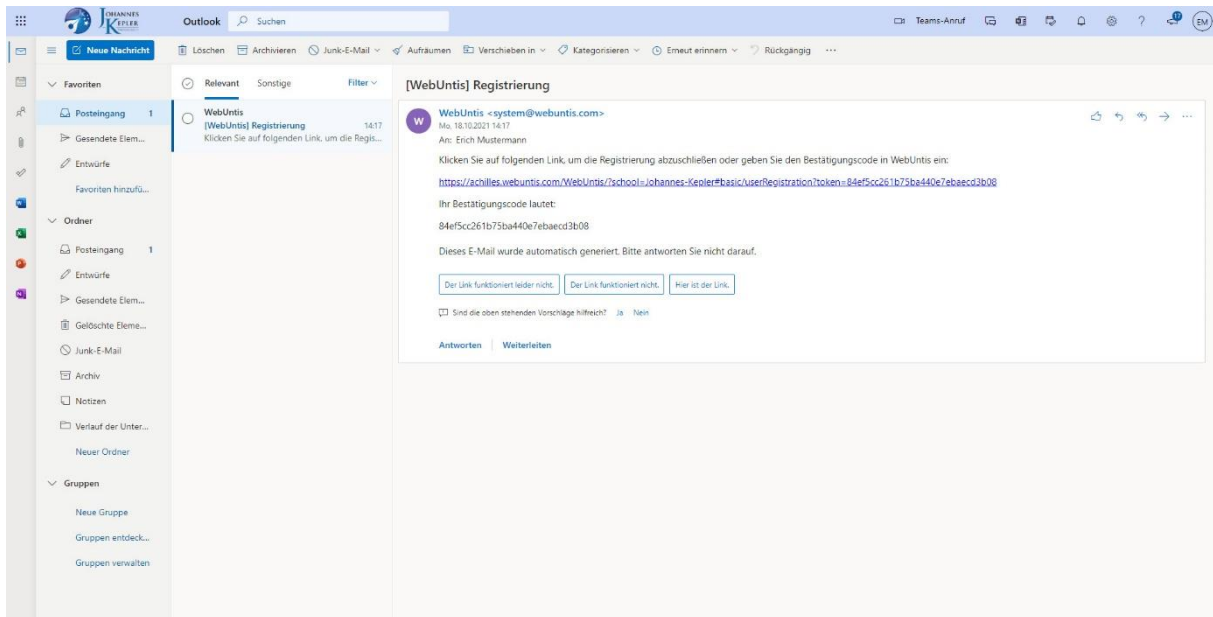 JOHANNES
KEPLER
Outlook
Suchen
Teams-Anruf
EM
Neue Nachricht
Löschen Archivieren Junk-E-Mail Aufräumen Verschieben in Kategorisieren Erneut erinnern Rückgängig ...
Favoriten
Posteingang 1
Gesendete Elem...
Entwürfe
Favoriten hinzufü...
Ordner
Posteingang 1
Entwürfe
Gesendete Elem...
Gelöschte Eleme...
Junk-E-Mail
Archiv
Notizen
Verlauf der Unter...
Neuer Ordner
Gruppen
Neue Gruppe
Gruppen entdeck...
Gruppen verwalten
Relevant Sonstige Filter
WebUntis
[WebUntis] Registrierung 14:17
Klicken Sie auf folgenden Link, um die Regis...
[WebUntis] Registrierung
W
WebUntis <system@webuntis.com>
Mo, 18.10.2021 14:17
An: Erich Mustermann
Klicken Sie auf folgenden Link, um die Registrierung abzuschließen oder geben Sie den Bestätigungscode in WebUntis ein:
https://achilles.webuntis.com/WebUntis/?school=Johannes-Kepler#basic/userRegistration?token=84ef5cc261b75ba440e7ebaecd3b08
Ihr Bestätigungscode lautet:
84ef5cc261b75ba440e7ebaecd3b08
Dieses E-Mail wurde automatisch generiert. Bitte antworten Sie nicht darauf.
Der Link funktioniert leider nicht. Der Link funktioniert nicht. Hier ist der Link.
Sind die oben stehenden Vorschläge hilfreich? Ja Nein
Antworten Weiterleiten